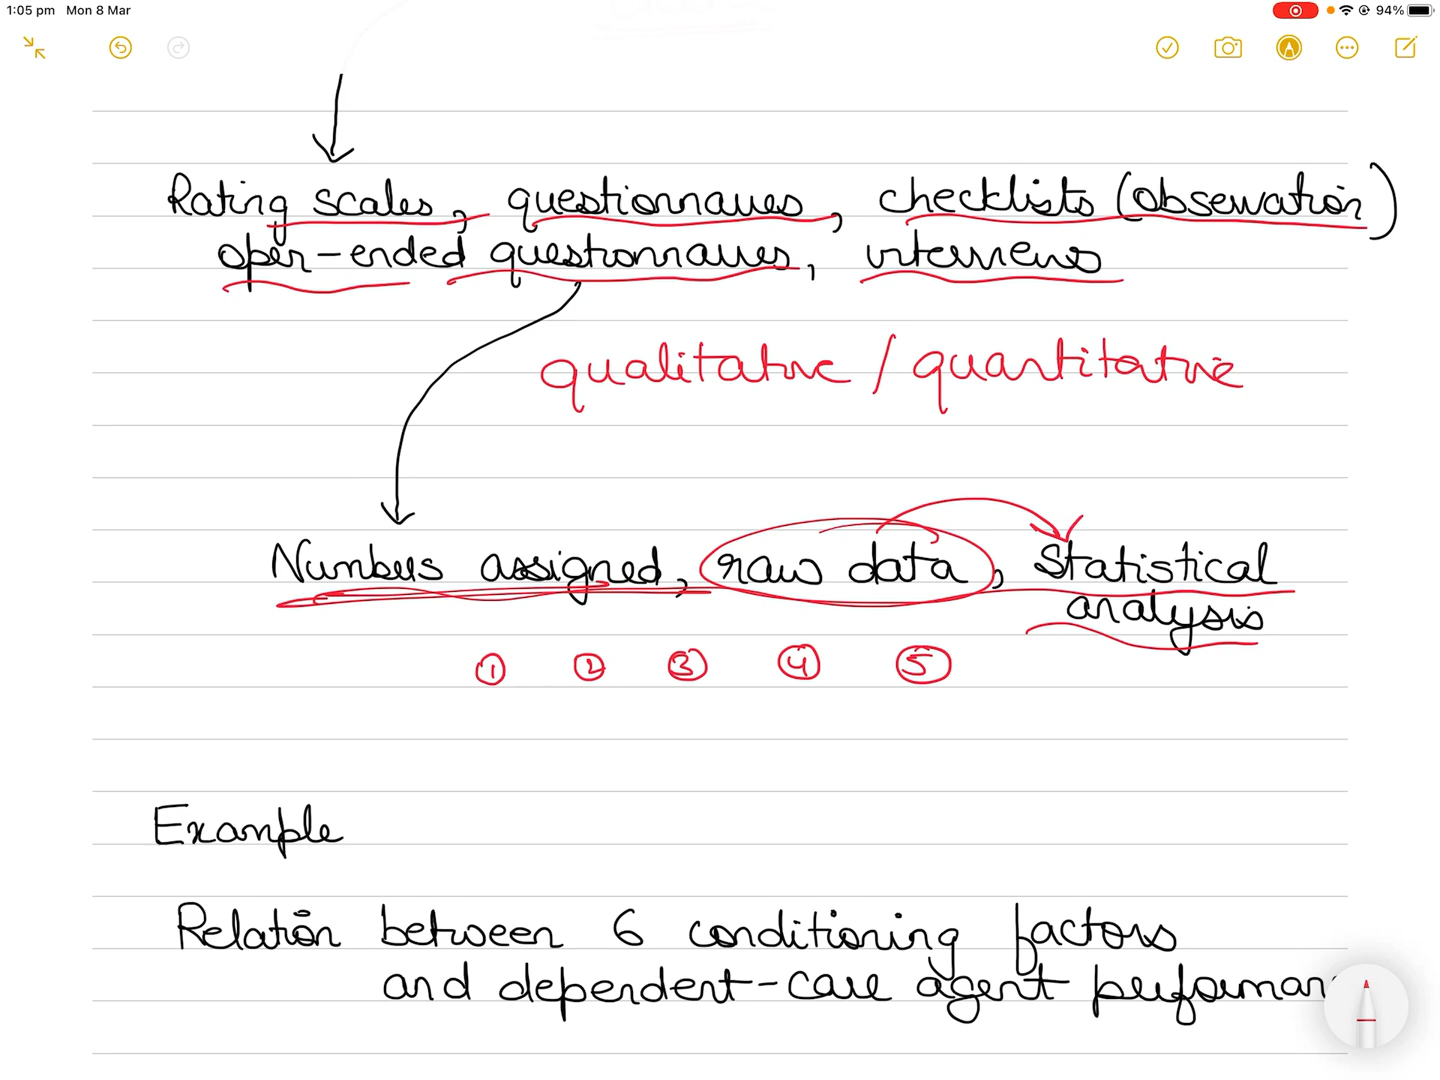 1:05 pm Mon 8 Mar 94%
Rating scales, questionnaires, checklists (observation)
open-ended questionnaires, interviews
qualitative / quantitative
Numbers assigned, raw data, Statistical
analysis
1 2 3 4 5
Example
Relation between 6 conditioning factors
and dependent-care agent performan